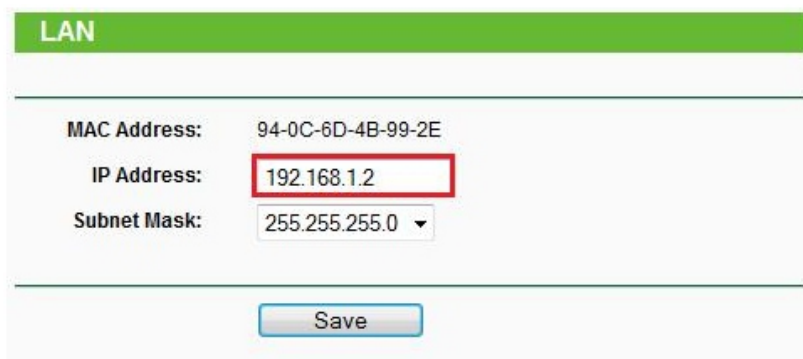 LAN
MAC Address: 94-0C-6D-4B-99-2E
IP Address: 192.168.1.2
Subnet Mask: 255.255.255.0
Save